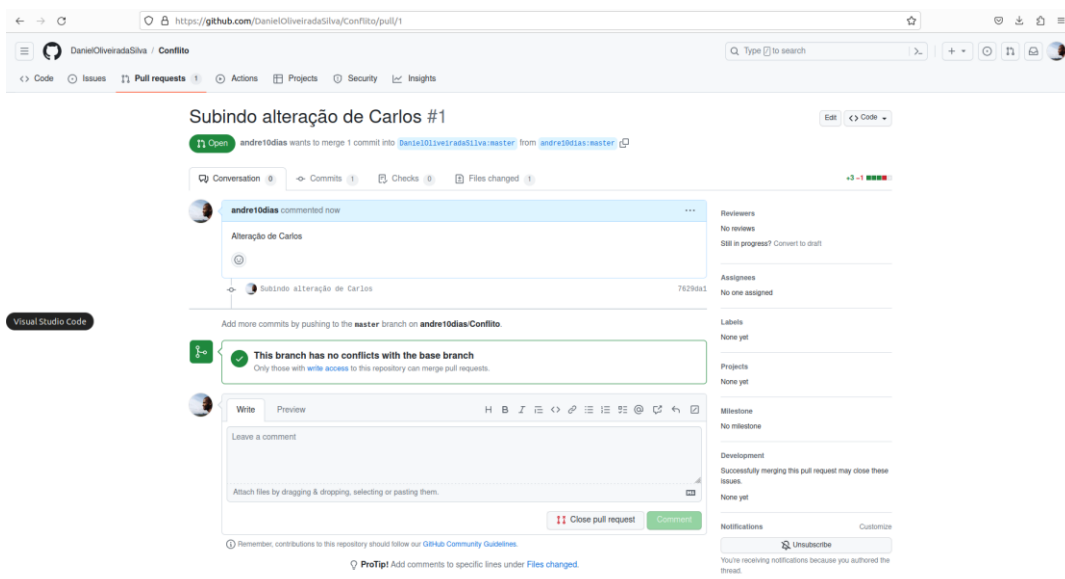 https://github.com/DanielOliveiradaSilva/Conflito/pull/1
DanielOliveiradaSilva / Conflito
Type / to search
Code Issues Pull requests 1 Actions Projects Security Insights
Subindo alteração de Carlos #1
Edit Code
Open andre10dias wants to merge 1 commit into DanielOliveiradaSilva:master from andre10dias:master
Conversation 0 Commits 1 Checks 0 Files changed 1
+3 −1
andre10dias commented now
Alteração de Carlos
Subindo alteração de Carlos 7629da1
Add more commits by pushing to the master branch on andre10dias/Conflito.
This branch has no conflicts with the base branch
Only those with write access to this repository can merge pull requests.
Write Preview
H B I @
Leave a comment
Attach files by dragging & dropping, selecting or pasting them.
Close pull request Comment
Remember, contributions to this repository should follow our GitHub Community Guidelines.
ProTip! Add comments to specific lines under Files changed.
Reviewers
No reviews
Still in progress? Convert to draft
Assignees
No one assigned
Labels
None yet
Projects
None yet
Milestone
No milestone
Development
Successfully merging this pull request may close these
issues.
None yet
Notifications Customize
Unsubscribe
You're receiving notifications because you authored the
thread.
Visual Studio Code